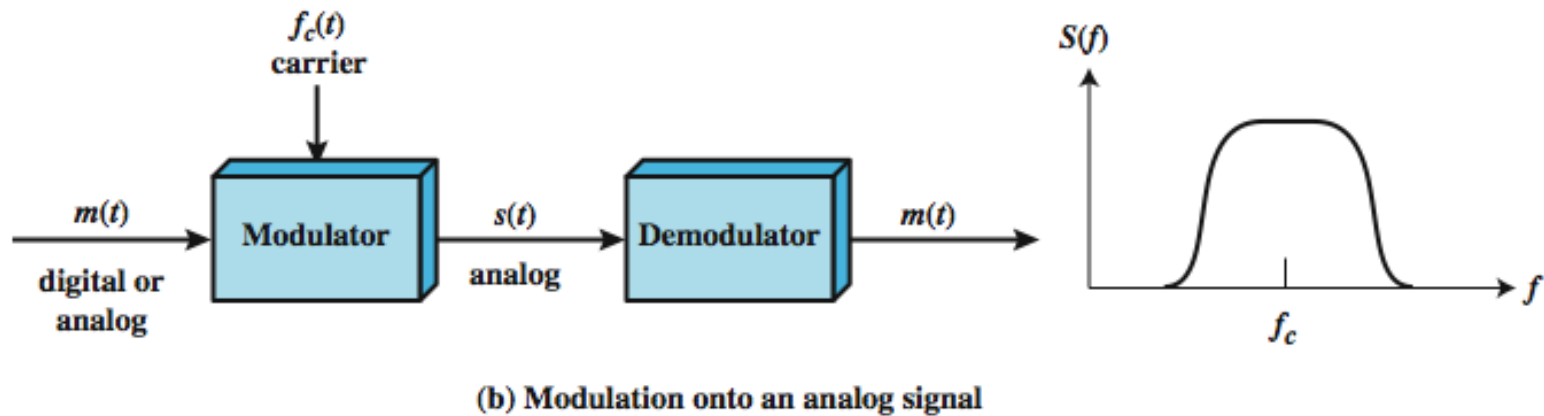 f_c(t)
carrier
m(t)
digital or
analog
Modulator
s(t)
analog
Demodulator
m(t)
S(f)
f
f_c
(b) Modulation onto an analog signal